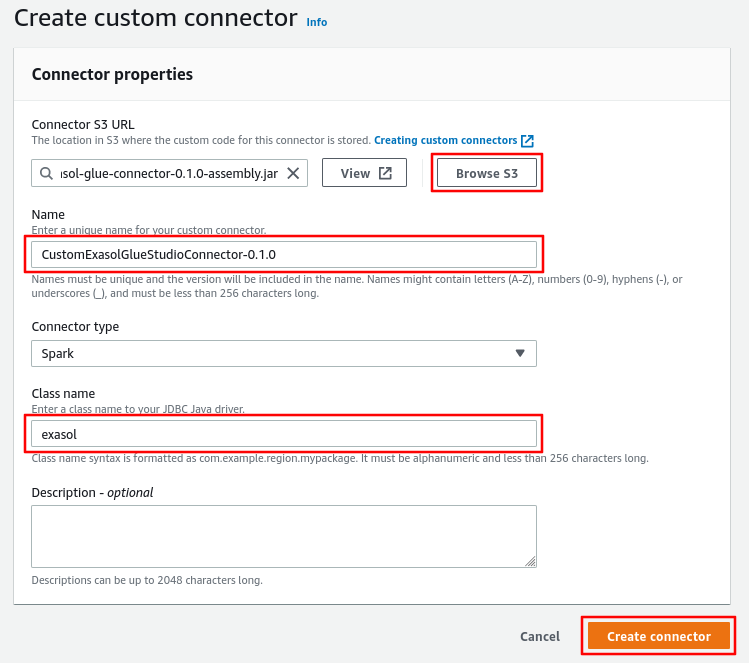 Create custom connector Info
Connector properties
Connector S3 URL
The location in S3 where the custom code for this connector is stored. Creating custom connectors
sol-glue-connector-0.1.0-assembly.jar View Browse S3
Name
Enter a unique name for your custom connector.
CustomExasolGlueStudioConnector-0.1.0
Names must be unique and the version will be included in the name. Names might contain letters (A-Z), numbers (0-9), hyphens (-), or
underscores (_), and must be less than 256 characters long.
Connector type
Spark
Class name
Enter a class name to your JDBC Java driver.
exasol
Class name syntax is formatted as com.example.region.mypackage. It must be alphanumeric and less than 256 characters long.
Description - optional
Descriptions can be up to 2048 characters long.
Cancel Create connector